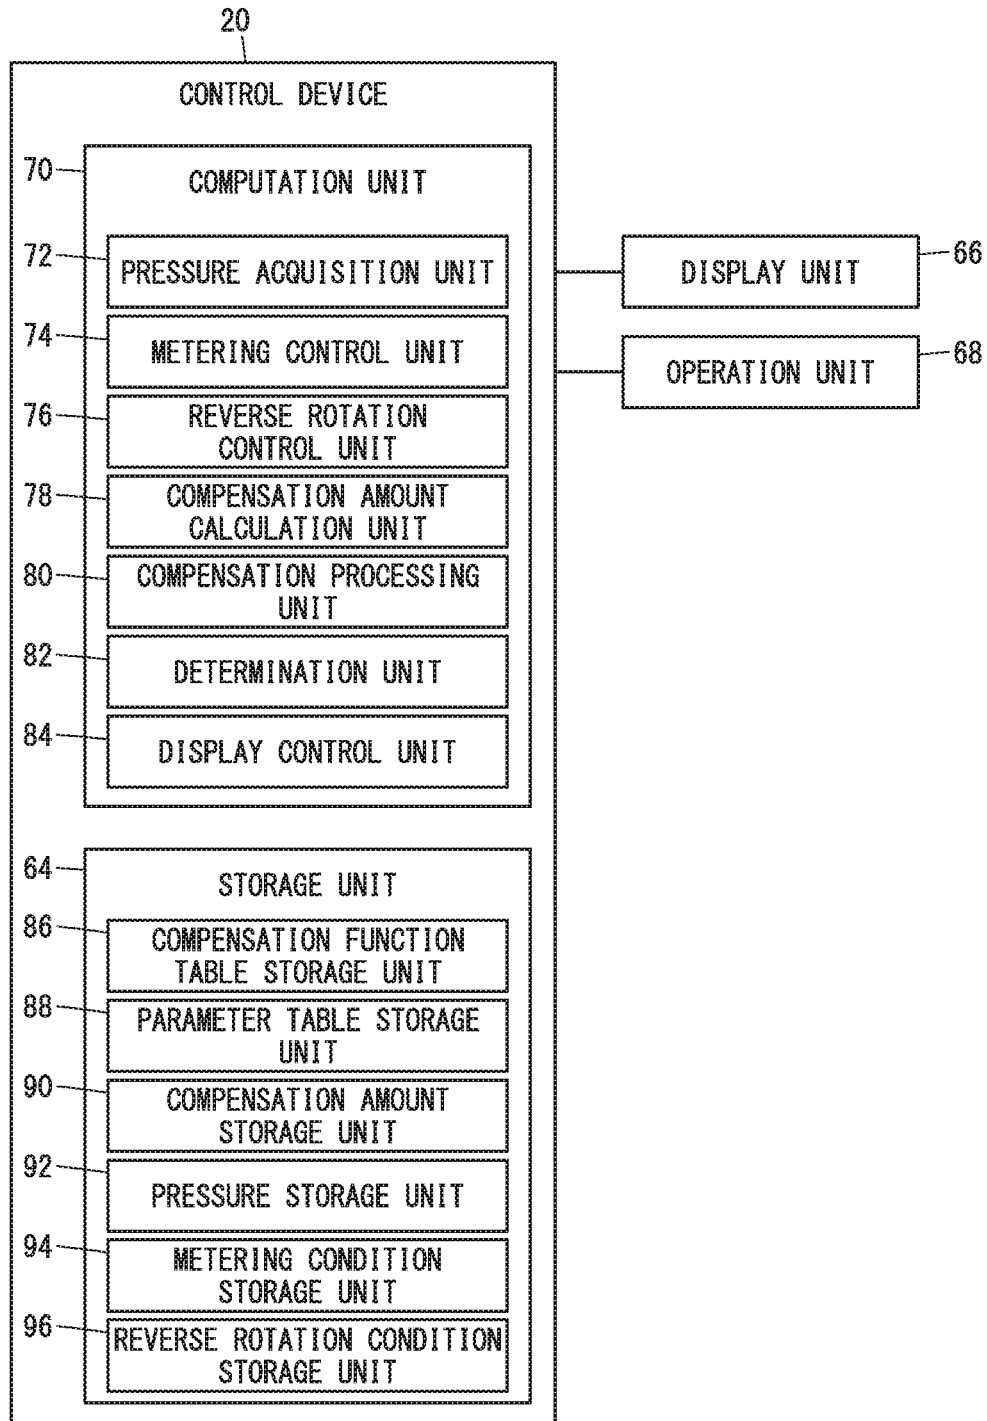 20
CONTROL DEVICE
70
COMPUTATION UNIT
72
PRESSURE ACQUISITION UNIT
74
METERING CONTROL UNIT
76
REVERSE ROTATION
CONTROL UNIT
78
COMPENSATION AMOUNT
CALCULATION UNIT
80
COMPENSATION PROCESSING
UNIT
82
DETERMINATION UNIT
84
DISPLAY CONTROL UNIT
64
STORAGE UNIT
86
COMPENSATION FUNCTION
TABLE STORAGE UNIT
88
PARAMETER TABLE STORAGE
UNIT
90
COMPENSATION AMOUNT
STORAGE UNIT
92
PRESSURE STORAGE UNIT
94
METERING CONDITION
STORAGE UNIT
96
REVERSE ROTATION CONDITION
STORAGE UNIT
DISPLAY UNIT
66
OPERATION UNIT
68